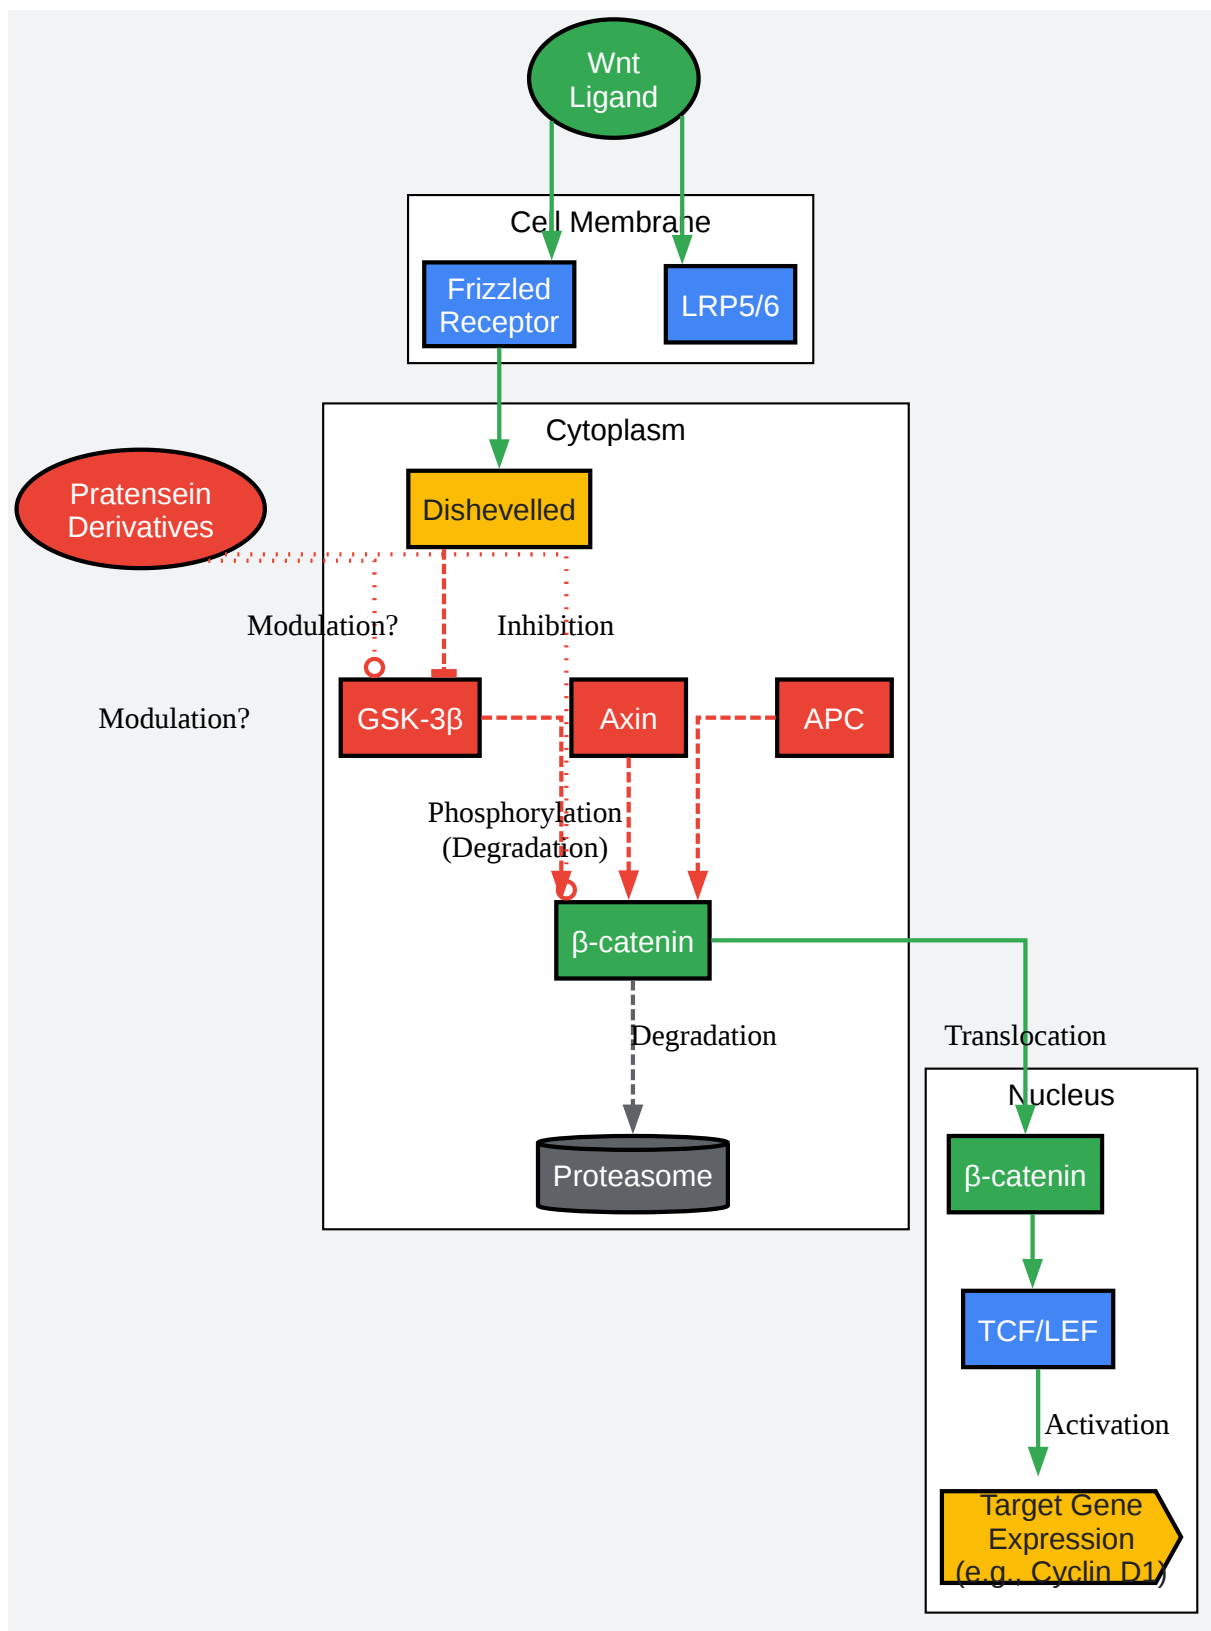 Wnt
Ligand
Cell Membrane
Frizzled
Receptor
LRP5/6
Cytoplasm
Pratensein
Derivatives
Dishevelled
Modulation?
Inhibition
GSK-3β
Axin
APC
Modulation?
Phosphorylation
(Degradation)
β-catenin
Degradation
Translocation
Nucleus
Proteasome
β-catenin
TCF/LEF
Activation
Target Gene
Expression
(e.g., Cyclin D1)